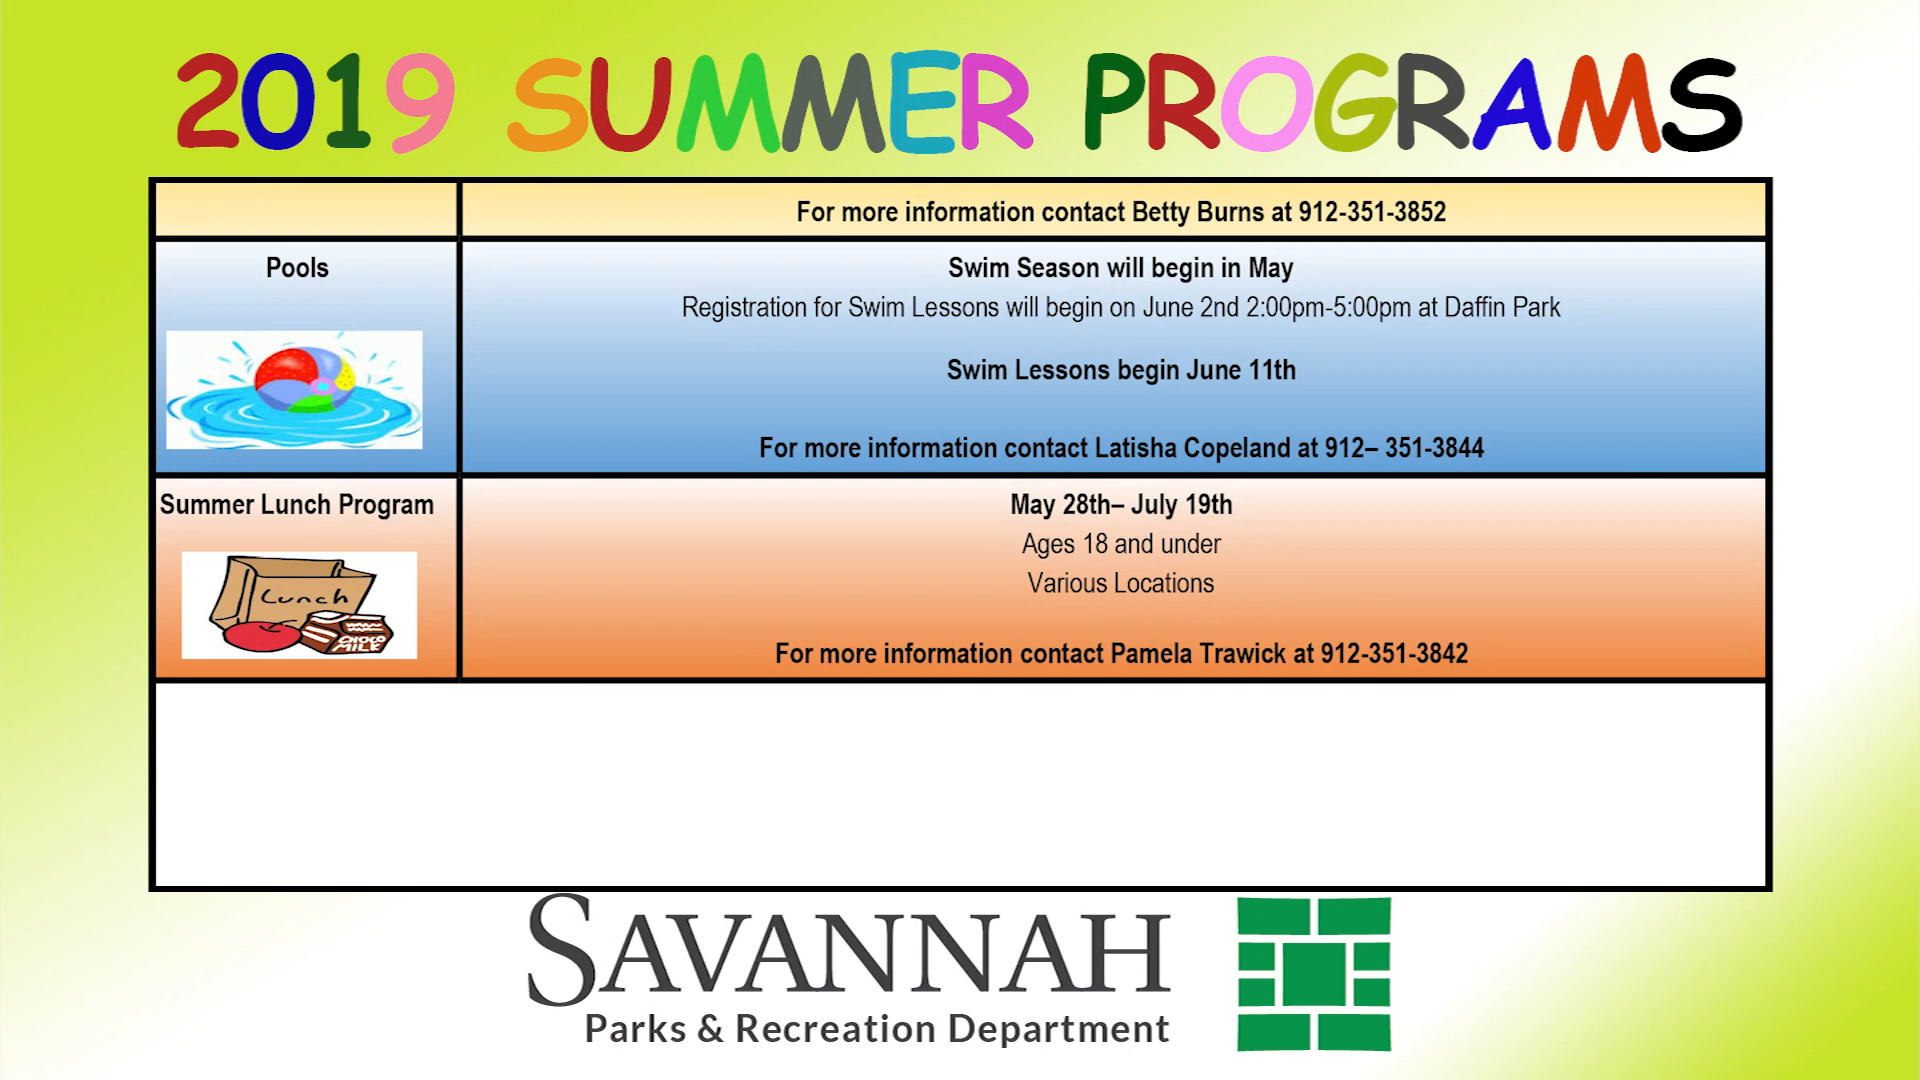 2019 SUMMER PROGRAMS
For more information contact Betty Burns at 912-351-3852
Pools
Swim Season will begin in May
Registration for Swim Lessons will begin on June 2nd 2:00pm-5:00pm at Daffin Park
Swim Lessons begin June 11th
For more information contact Latisha Copeland at 912– 351-3844
Summer Lunch Program
Lunch
CHOCO
MILK
May 28th– July 19th
Ages 18 and under
Various Locations
For more information contact Pamela Trawick at 912-351-3842
SAVANNAH
Parks & Recreation Department